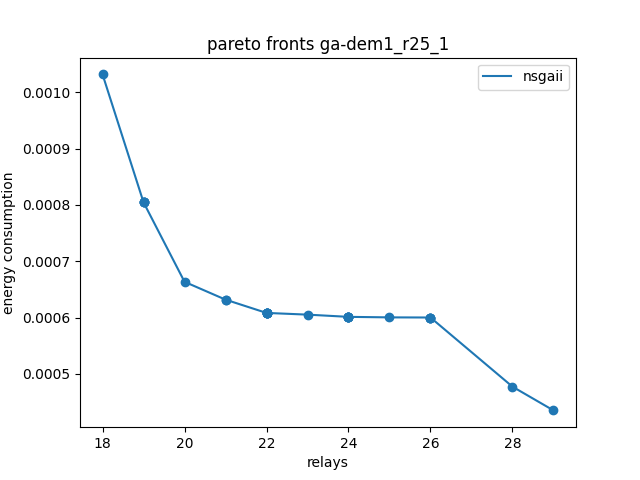 pareto fronts ga-dem1_r25_1
nsgaii
0.0010
0.0009
0.0008
0.0007
0.0006
0.0005
energy consumption
18 20 22 24 26 28
relays